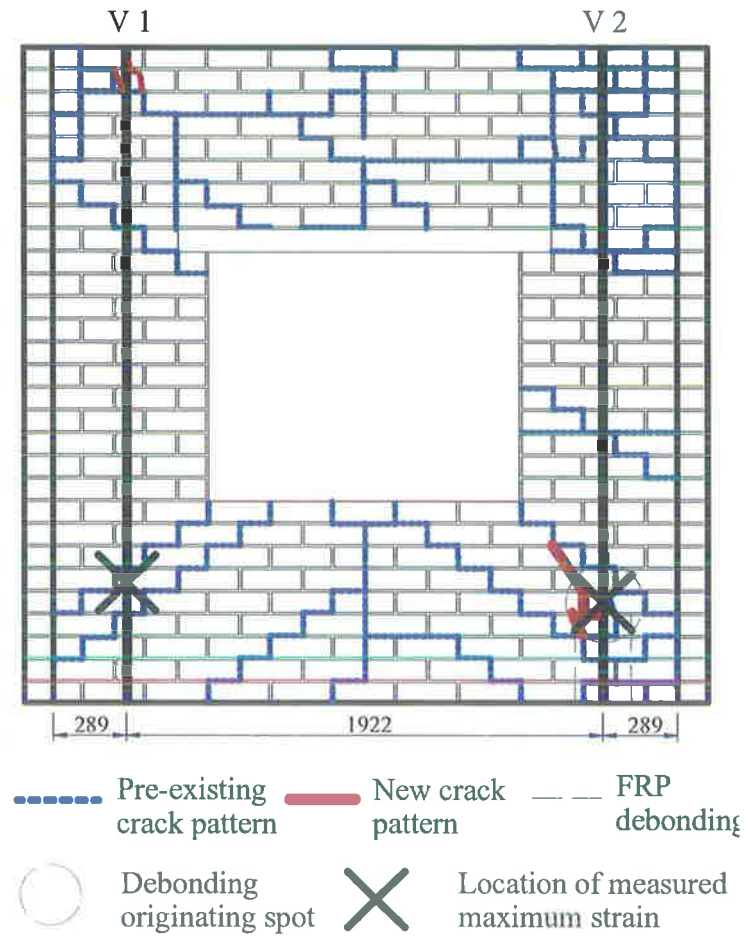 V 1 V 2
289 1922 289
Pre-existing New crack FRP
crack pattern pattern debonding
Debonding Location of measured
originating spot maximum strain